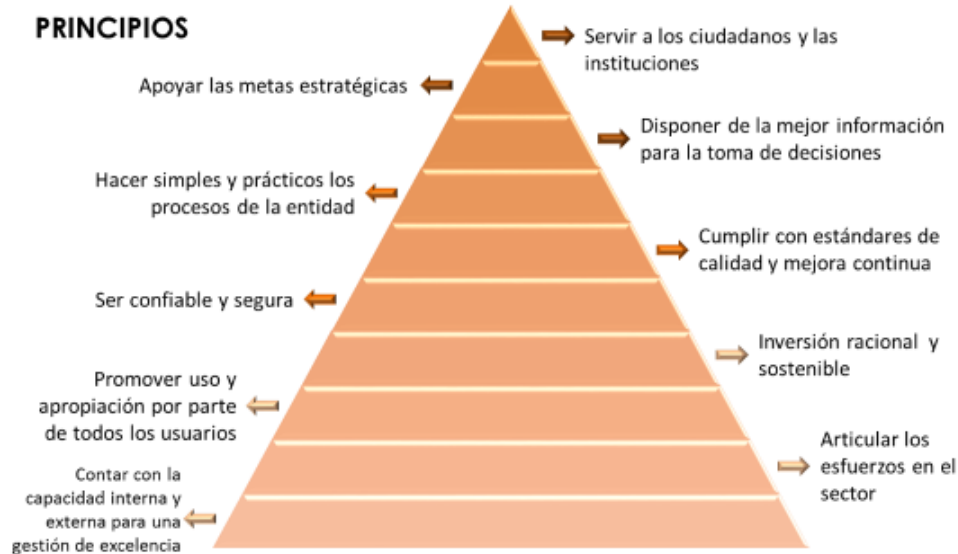 PRINCIPIOS
Servir a los ciudadanos y las
instituciones
Apoyar las metas estratégicas
Disponer de la mejor información
para la toma de decisiones
Hacer simples y prácticos los
procesos de la entidad
Cumplir con estándares de
calidad y mejora continua
Ser confiable y segura
Inversión racional y
sostenible
Promover uso y
apropiación por parte
de todos los usuarios
Articular los
esfuerzos en el
sector
Contar con la
capacidad interna y
externa para una
gestión de excelencia